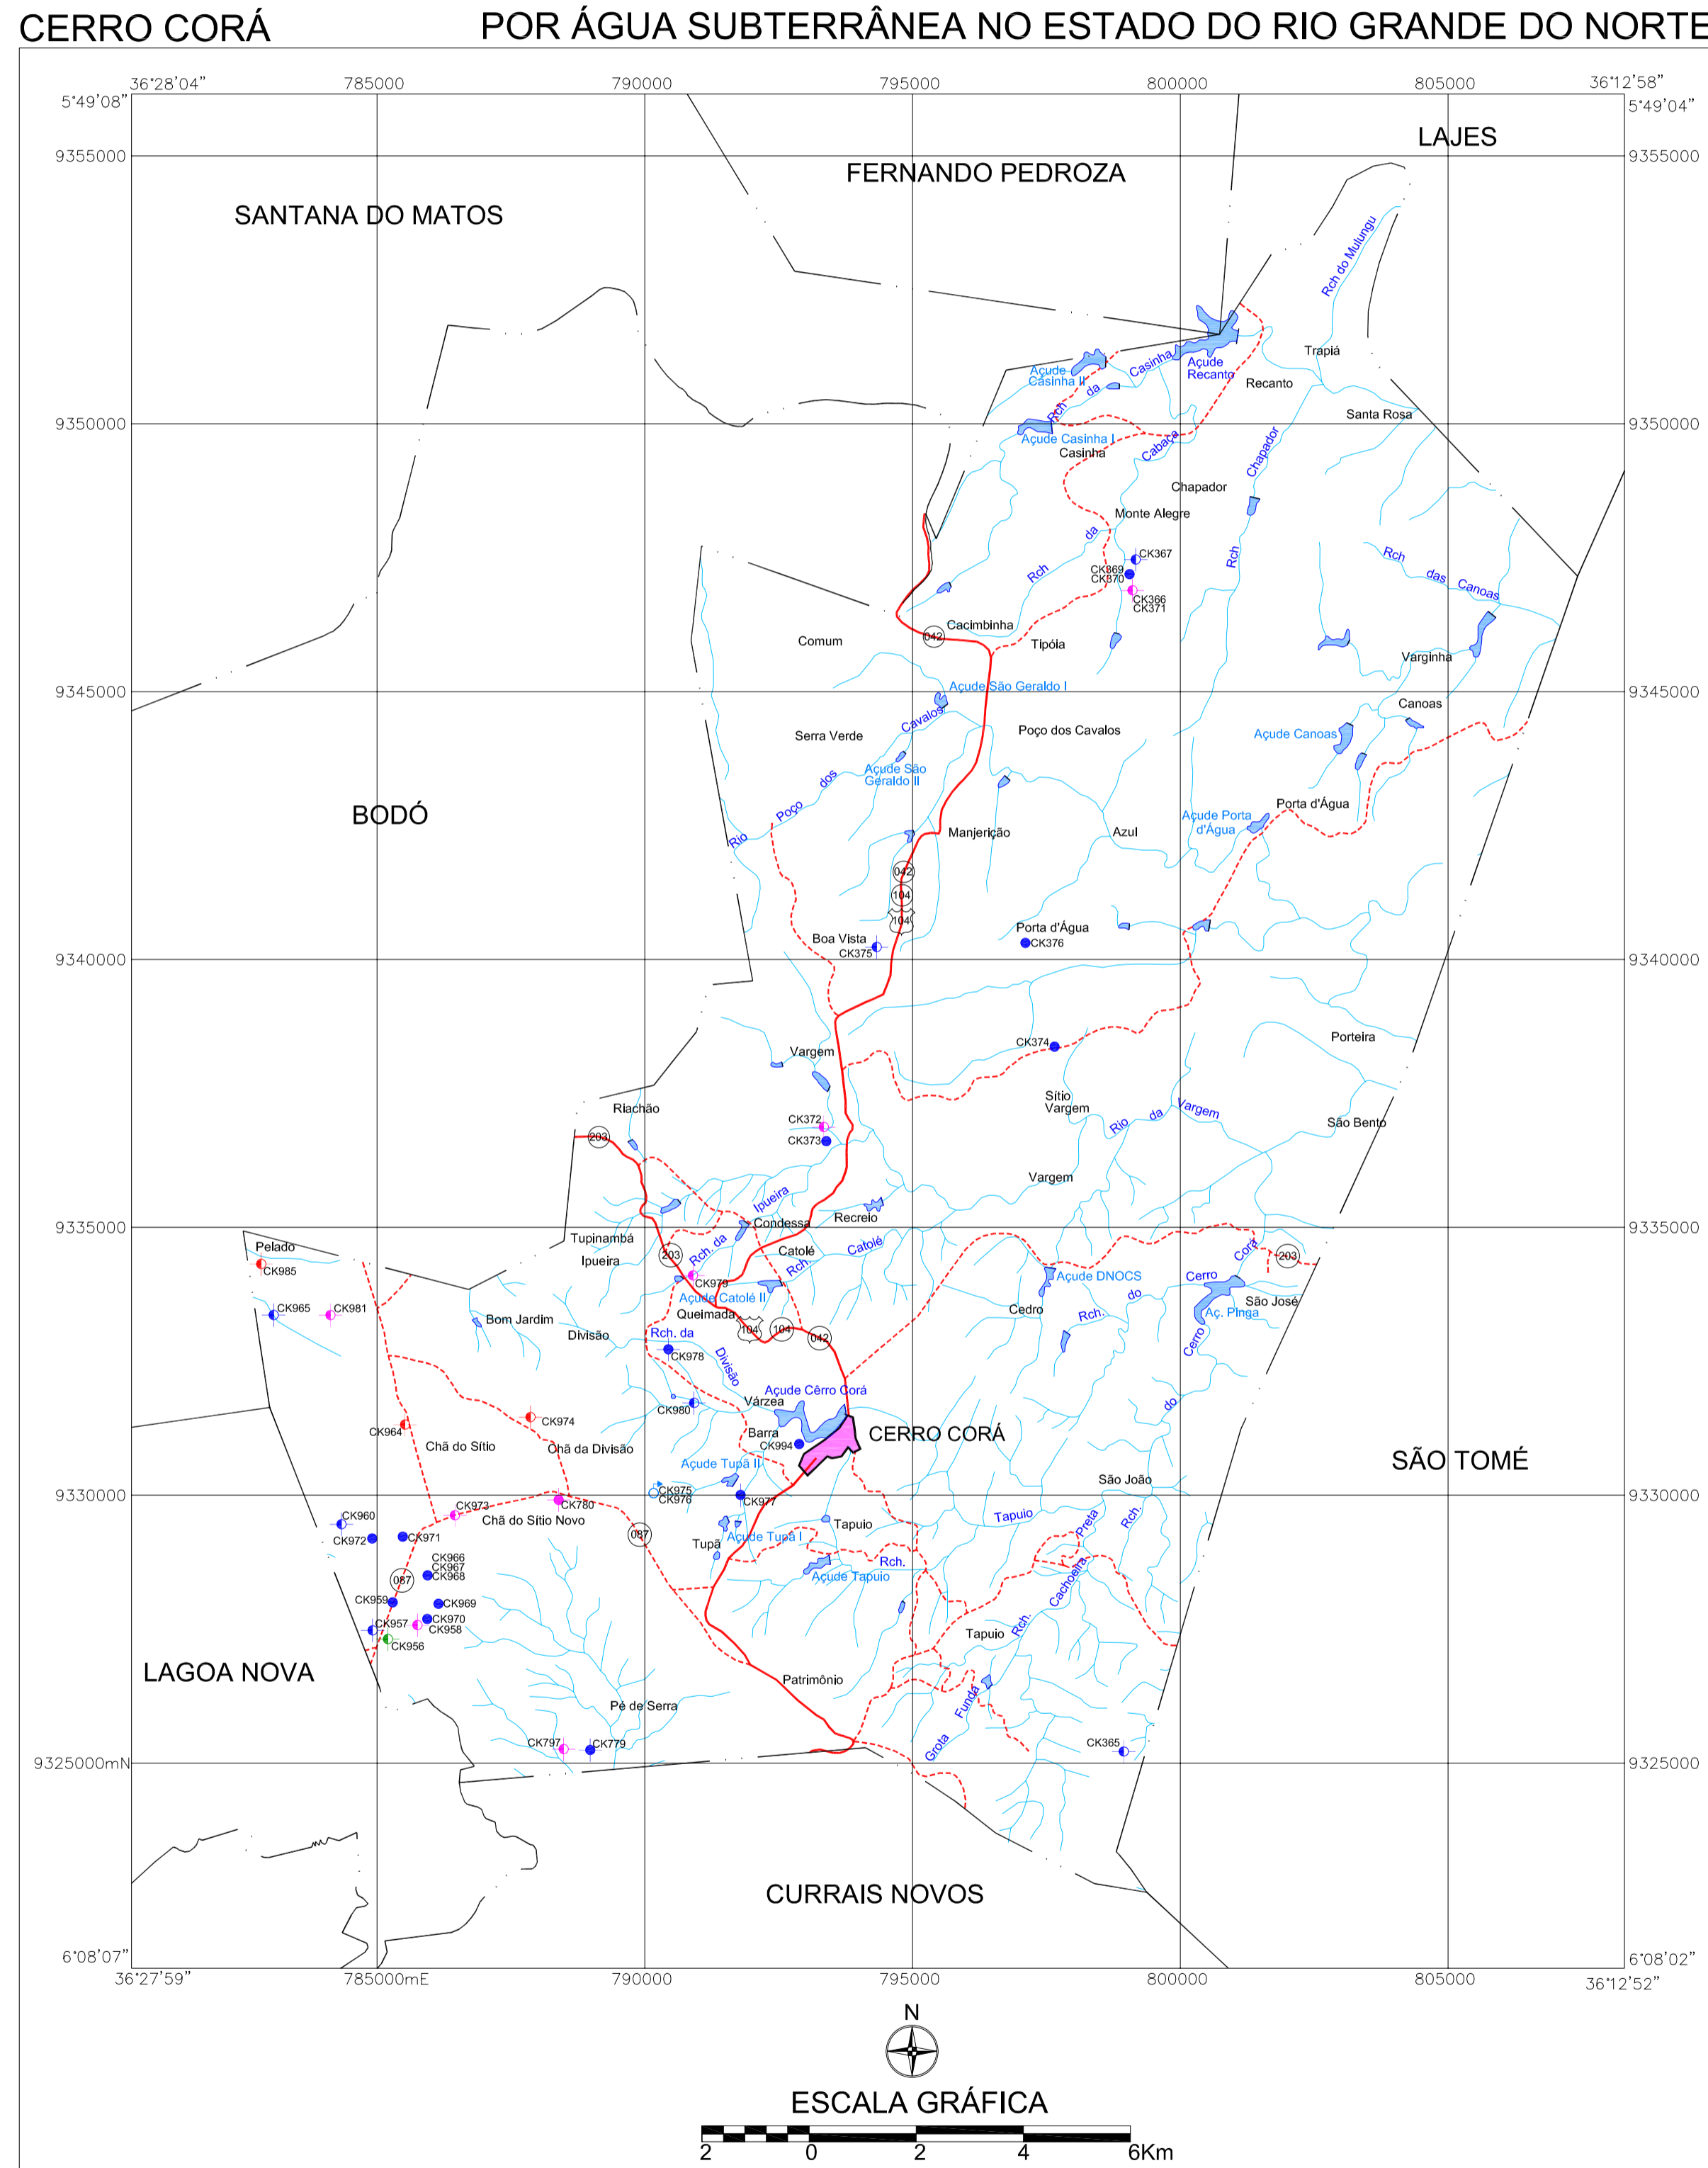 CERRO CORÁ
POR ÁGUA SUBTERRÂNEA NO ESTADO DO RIO GRANDE DO NORTE
36°28'04"
785000
790000
795000
800000
805000
36°12'58"
5°49'08"
5°49'04"
LAJES
9355000
9355000
FERNANDO PEDROZA
SANTANA DO MATOS
Rch do Mulungu
Trapiá
Açude
Recanto
Rch da Casinha
Açude
Casinha II
Recanto
Santa Rosa
9350000
9350000
Açude Casinha I
Casinha
Rch da Cabaça
Rch Chapador
Chapador
Monte Alegre
CK367
CK369
CK370
CK366
CK371
Rch das Canoas
042
Cacimbinha
Comum
Tipóia
Varginha
9345000
9345000
Açude São Geraldo I
Canoas
Rio Poço dos Cavalos
Serra Verde
Poço dos Cavalos
Açude Canoas
Açude São
Geraldo II
BODÓ
Porta d'Água
Açude Porta
d'Água
Manjerição
Azul
042
104
104
Boa Vista
CK375
Porta d'Água
CK376
9340000
9340000
Porteira
CK374
Vargem
Sítio
Vargem
Rio da Vargem
Riachão
CK372
CK373
São Bento
203
Vargem
Rch. da Ipueira
Condessa
Recreio
9335000
9335000
Tupinambá
Ipueira
203
Catolé
Rch. Catolé
Pelado
CK985
CK979
203
Açude DNOCS
Rch. do Cerro Corá
São José
Aç. Pinga
Açude Catolé II
Queimada
Cedro
CK965
CK981
Bom Jardim
Divisão
104
104
042
Rch. da Divisão
CK978
Cerro
do
Açude Cêrro Corá
Várzea
CK980
CK974
CK964
Barra
CK994
CERRO CORÁ
Chã do Sítio
Chã da Divisão
SÃO TOMÉ
Açude Tupã II
CK975
CK976
CK977
São João
9330000
9330000
CK780
CK973
Chã do Sítio Novo
CK960
CK972
CK971
087
Tapuio
Açude Tupã I
Tupã
Rch. Tapuio
Rch.
Preta
Cachoeira
Rch.
CK966
CK967
CK968
087
Açude Tapuio
CK959
CK969
CK970
CK958
CK957
CK956
Tapuio
LAGOA NOVA
Patrimônio
Pé de Serra
Grota Funda
CK797
CK779
CK365
9325000mN
9325000
CURRAIS NOVOS
6°08'07"
6°08'02"
36°27'59"
785000mE
790000
795000
800000
805000
36°12'52"
N
ESCALA GRÁFICA
2 0 2 4 6Km